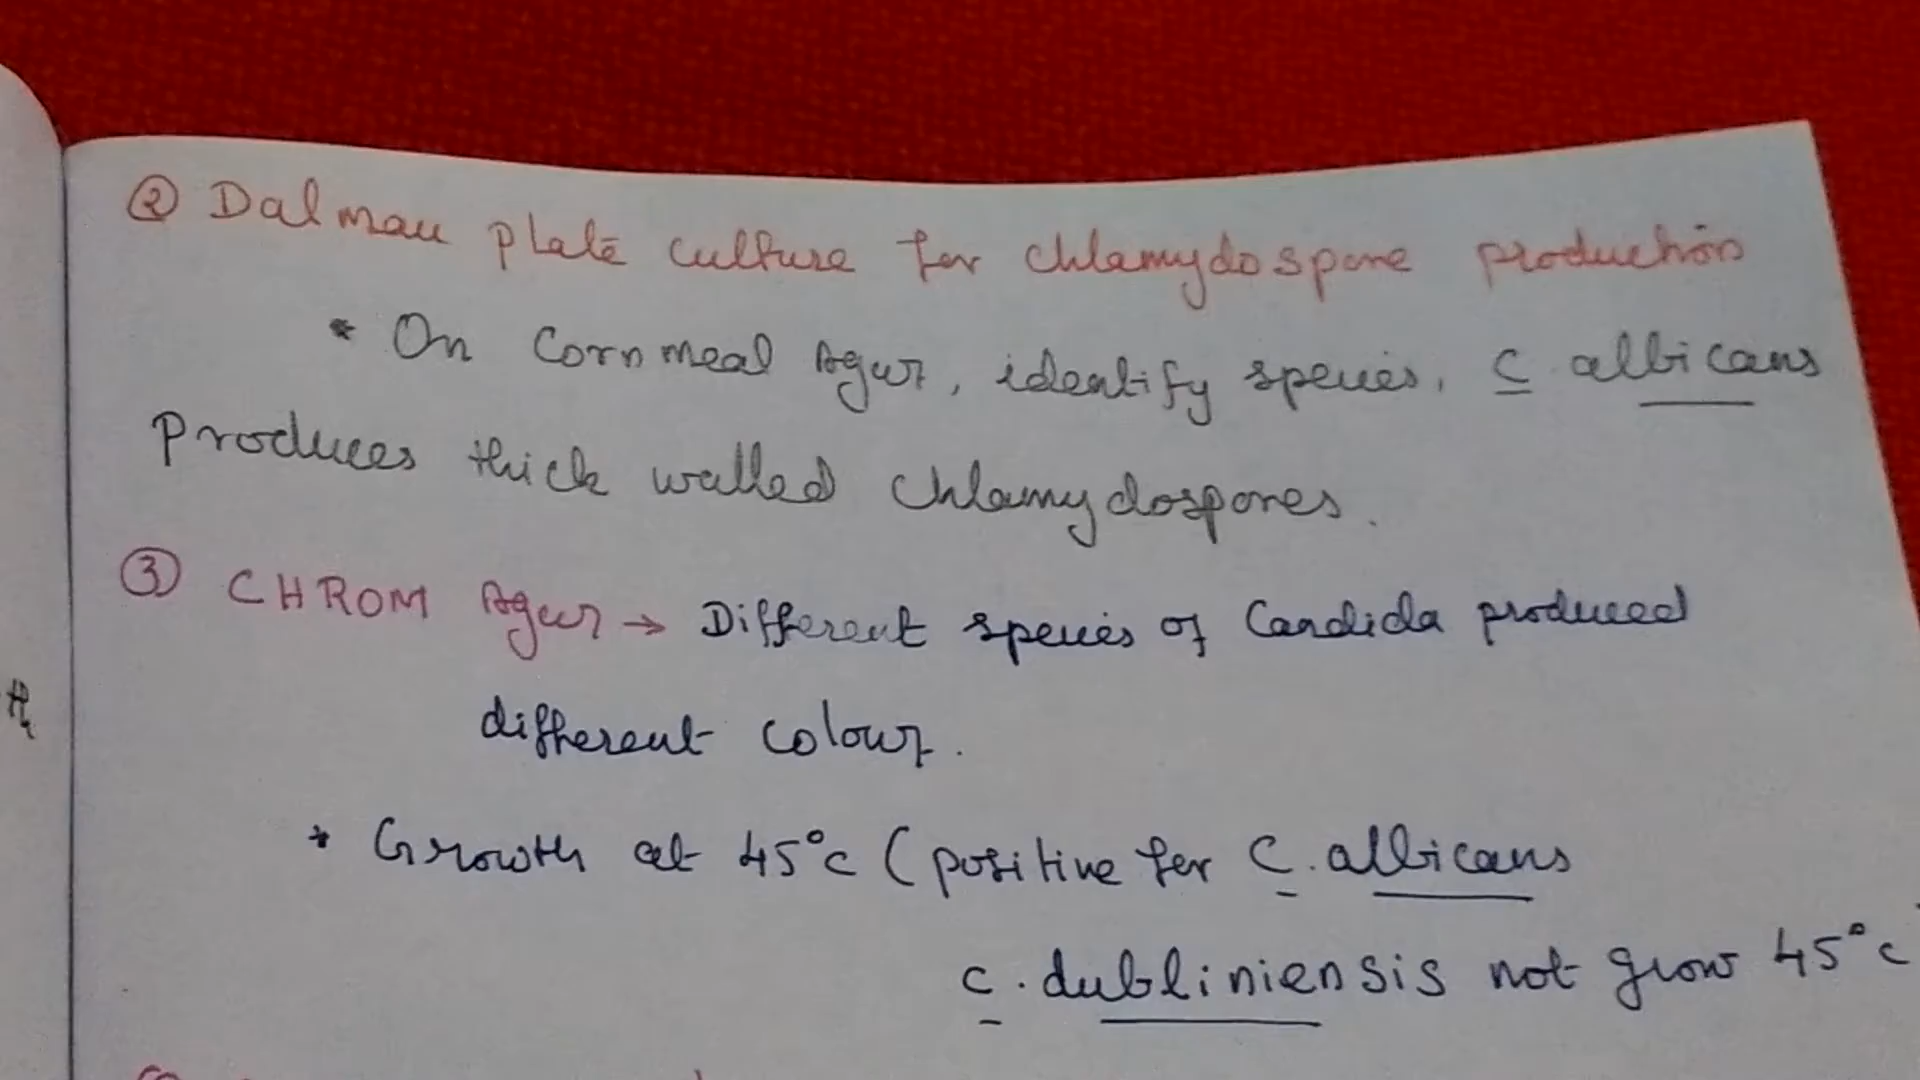 ② Dalmau plate culture for chlamydospore production
* On Corn meal Agar, identify species, C albicans
produces thick walled chlamydospores.
③ CHROM Agar → Different species of Candida produced
different colour.
* Growth at 45°c (positive for C. albicans
C. dubliniensis not grow 45°c